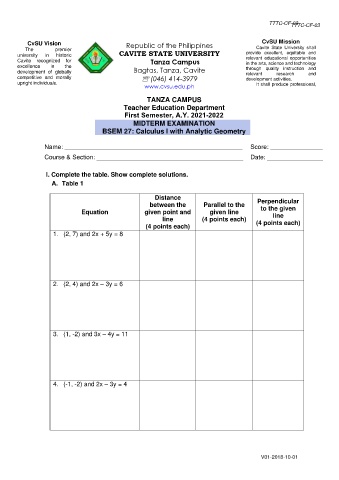 TTTG-CF-03
CvSU Vision
The premier
university in historic
Cavite recognized for
excellence in the
development of globally
competitive and morally
upright individuals.
Republic of the Philippines
CAVITE STATE UNIVERSITY
Tanza Campus
Bagtas, Tanza, Cavite
☏ (046) 414-3979
www.cvsu.edu.ph
CvSU Mission
Cavite State University shall
provide excellent, equitable and
relevant educational opportunities
in the arts, science and technology
through quality instruction and
relevant research and
development activities.
It shall produce professional,
TANZA CAMPUS
Teacher Education Department
First Semester, A.Y. 2021-2022
MIDTERM EXAMINATION
BSEM 27: Calculus I with Analytic Geometry
Name: Score:
Course & Section: Date:
I. Complete the table. Show complete solutions.
A. Table 1
Equation
Distance
between the
given point and
line
(4 points each)
Parallel to the
given line
(4 points each)
Perpendicular
to the given
line
(4 points each)
1. (2, 7) and 2x + 5y = 8
2. (2, 4) and 2x – 3y = 6
3. (1, -2) and 3x – 4y = 11
4. (-1, -2) and 2x – 3y = 4
V01-2018-10-01